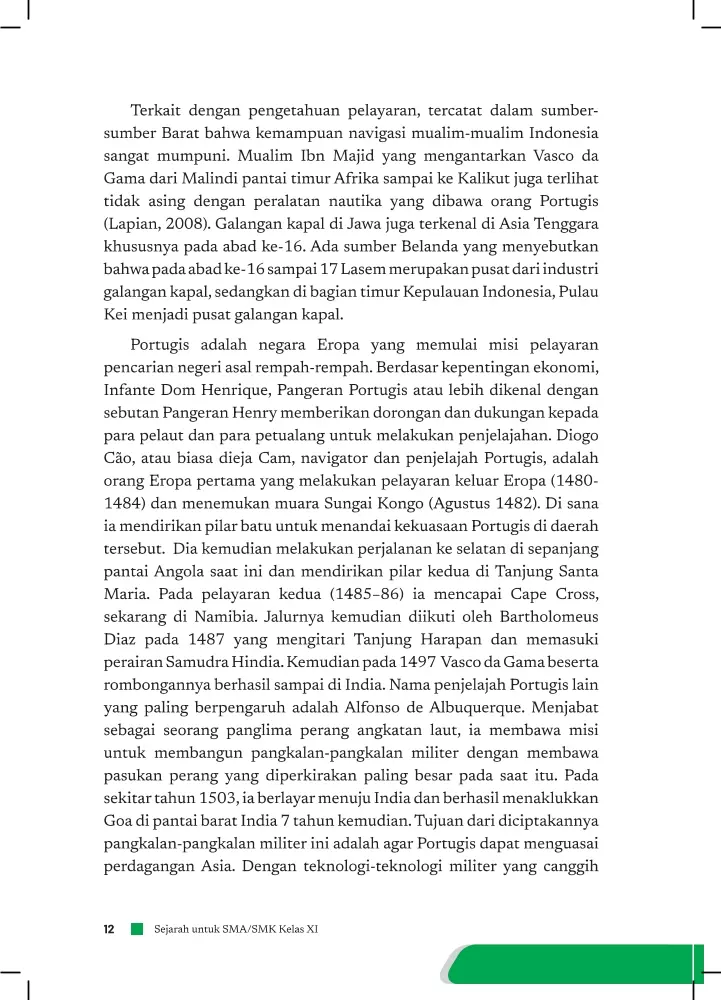 Terkait dengan pengetahuan pelayaran, tercatat dalam sumber-
sumber Barat bahwa kemampuan navigasi mualim-mualim Indonesia
sangat mumpuni. Mualim Ibn Majid yang mengantarkan Vasco da
Gama dari Malindi pantai timur Afrika sampai ke Kalikut juga terlihat
tidak asing dengan peralatan nautika yang dibawa orang Portugis
(Lapian, 2008). Galangan kapal di Jawa juga terkenal di Asia Tenggara
khususnya pada abad ke-16. Ada sumber Belanda yang menyebutkan
bahwa pada abad ke-16 sampai 17 Lasem merupakan pusat dari industri
galangan kapal, sedangkan di bagian timur Kepulauan Indonesia, Pulau
Kei menjadi pusat galangan kapal.
Portugis adalah negara Eropa yang memulai misi pelayaran
pencarian negeri asal rempah-rempah. Berdasar kepentingan ekonomi,
Infante Dom Henrique, Pangeran Portugis atau lebih dikenal dengan
sebutan Pangeran Henry memberikan dorongan dan dukungan kepada
para pelaut dan para petualang untuk melakukan penjelajahan. Diogo
Cão, atau biasa dieja Cam, navigator dan penjelajah Portugis, adalah
orang Eropa pertama yang melakukan pelayaran keluar Eropa (1480-
1484) dan menemukan muara Sungai Kongo (Agustus 1482). Di sana
ia mendirikan pilar batu untuk menandai kekuasaan Portugis di daerah
tersebut. Dia kemudian melakukan perjalanan ke selatan di sepanjang
pantai Angola saat ini dan mendirikan pilar kedua di Tanjung Santa
Maria. Pada pelayaran kedua (1485–86) ia mencapai Cape Cross,
sekarang di Namibia. Jalurnya kemudian diikuti oleh Bartholomeus
Diaz pada 1487 yang mengitari Tanjung Harapan dan memasuki
perairan Samudra Hindia. Kemudian pada 1497 Vasco da Gama beserta
rombongannya berhasil sampai di India. Nama penjelajah Portugis lain
yang paling berpengaruh adalah Alfonso de Albuquerque. Menjabat
sebagai seorang panglima perang angkatan laut, ia membawa misi
untuk membangun pangkalan-pangkalan militer dengan membawa
pasukan perang yang diperkirakan paling besar pada saat itu. Pada
sekitar tahun 1503, ia berlayar menuju India dan berhasil menaklukkan
Goa di pantai barat India 7 tahun kemudian. Tujuan dari diciptakannya
pangkalan-pangkalan militer ini adalah agar Portugis dapat menguasai
perdagangan Asia. Dengan teknologi-teknologi militer yang canggih
12 Sejarah untuk SMA/SMK Kelas XI